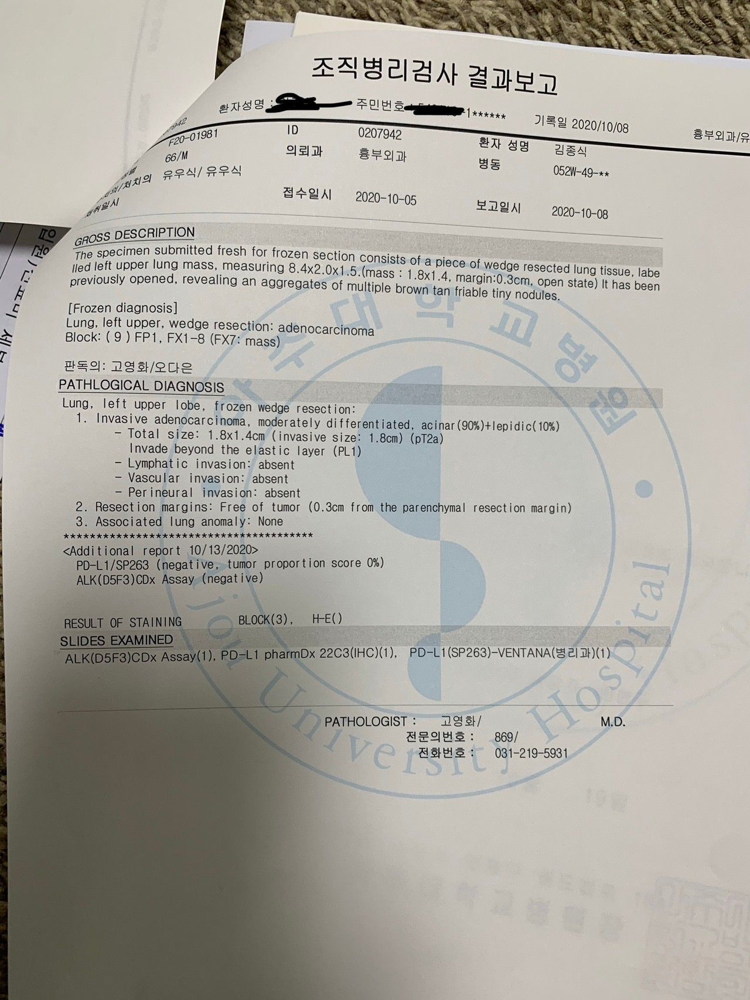 조직병리검사 결과보고
환자성명 : 주민번호 1****** 기록일 2020/10/08 흉부외과/유
F20-01981 ID 0207942 환자 성명 김종식
66/M 의뢰과 흉부외과 병동 052W-49-**
유우식/ 유우식
접수일시 2020-10-05 보고일시 2020-10-08
GROSS DESCRIPTION
The specimen submitted fresh for frozen section consists of a piece of wedge resected lung tissue, labe
lled left upper lung mass, measuring 8.4x2.0x1.5.(mass : 1.8x1.4, margin:0.3cm, open state) It has been
previously opened, revealing an aggregates of multiple brown tan friable tiny nodules.
[Frozen diagnosis]
Lung, left upper, wedge resection: adenocarcinoma
Block: ( 9 ) FP1, FX1-8 (FX7: mass)
판독의: 고영화/오다은
PATHLOGICAL DIAGNOSIS
Lung, left upper lobe, frozen wedge resection:
1. Invasive adenocarcinoma, moderately differentiated, acinar(90%)+lepidic(10%)
- Total size: 1.8x1.4cm (invasive size: 1.8cm) (pT2a)
Invade beyond the elastic layer (PL1)
- Lymphatic invasion: absent
- Vascular invasion: absent
- Perineural invasion: absent
2. Resection margins: Free of tumor (0.3cm from the parenchymal resection margin)
3. Associated lung anomaly: None
**************************************
<Additional report 10/13/2020>
PD-L1/SP263 (negative, tumor proportion score 0%)
ALK(D5F3)CDx Assay (negative)
RESULT OF STAINING BLOCK(3), H-E()
SLIDES EXAMINED
ALK(D5F3)CDx Assay(1), PD-L1 pharmDx 22C3(IHC)(1), PD-L1(SP263)-VENTANA(병리과)(1)
PATHOLOGIST : 고영화/ M.D.
전문의번호 : 869/
전화번호 : 031-219-5931
아주대학교병원
Ajou University Hospital